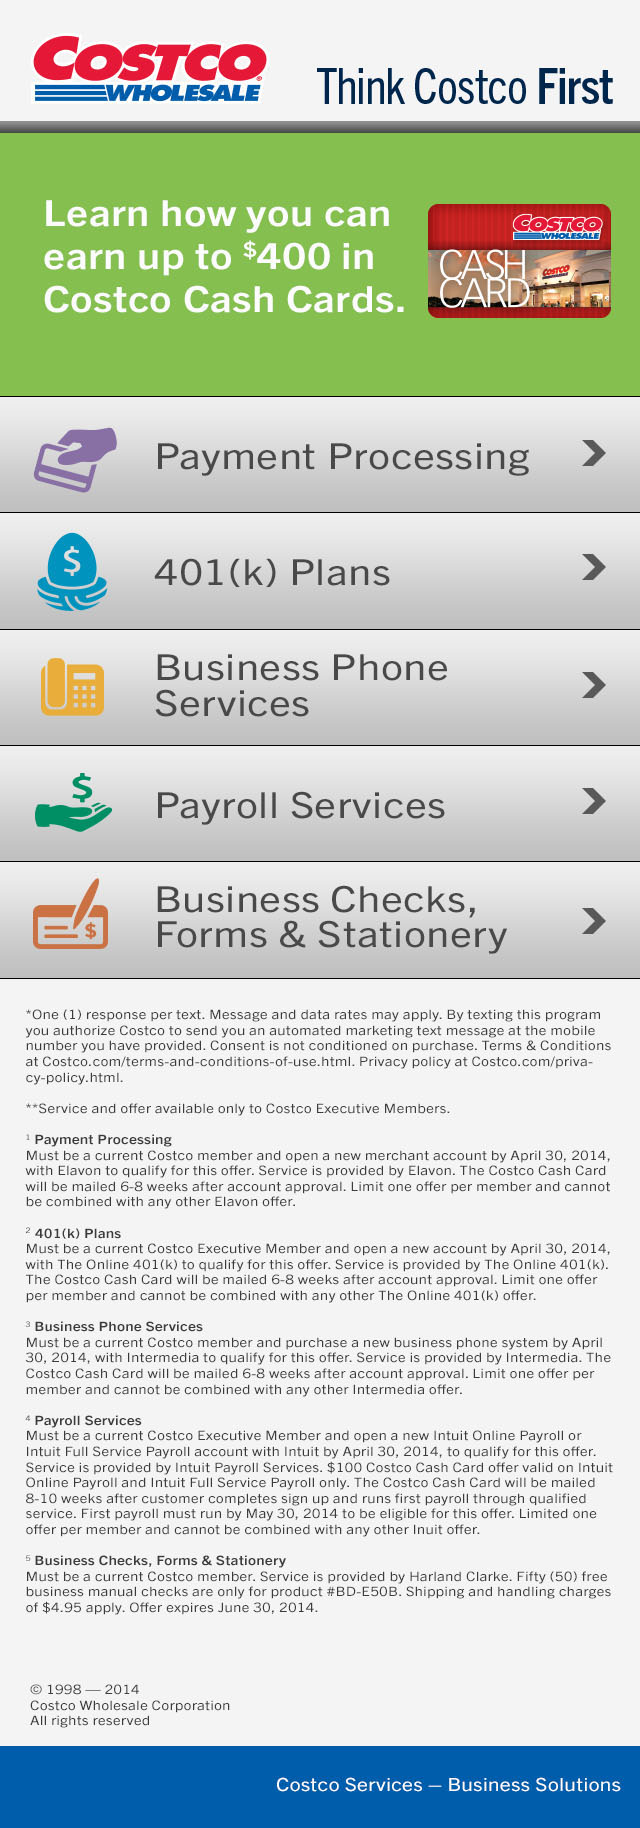 COSTCO
WHOLESALE
Think Costco First
Learn how you can
earn up to $400 in
Costco Cash Cards.
COSTCO
WHOLESALE
CASH
CARD
COSTCO
Payment Processing
$
401(k) Plans
Business Phone
Services
$
Payroll Services
$
Business Checks,
Forms & Stationery
*One (1) response per text. Message and data rates may apply. By texting this program
you authorize Costco to send you an automated marketing text message at the mobile
number you have provided. Consent is not conditioned on purchase. Terms & Conditions
at Costco.com/terms-and-conditions-of-use.html. Privacy policy at Costco.com/priva-
cy-policy.html.
**Service and offer available only to Costco Executive Members.
1 Payment Processing
Must be a current Costco member and open a new merchant account by April 30, 2014,
with Elavon to qualify for this offer. Service is provided by Elavon. The Costco Cash Card
will be mailed 6-8 weeks after account approval. Limit one offer per member and cannot
be combined with any other Elavon offer.
2 401(k) Plans
Must be a current Costco Executive Member and open a new account by April 30, 2014,
with The Online 401(k) to qualify for this offer. Service is provided by The Online 401(k).
The Costco Cash Card will be mailed 6-8 weeks after account approval. Limit one offer
per member and cannot be combined with any other The Online 401(k) offer.
3 Business Phone Services
Must be a current Costco member and purchase a new business phone system by April
30, 2014, with Intermedia to qualify for this offer. Service is provided by Intermedia. The
Costco Cash Card will be mailed 6-8 weeks after account approval. Limit one offer per
member and cannot be combined with any other Intermedia offer.
4 Payroll Services
Must be a current Costco Executive Member and open a new Intuit Online Payroll or
Intuit Full Service Payroll account with Intuit by April 30, 2014, to qualify for this offer.
Service is provided by Intuit Payroll Services. $100 Costco Cash Card offer valid on Intuit
Online Payroll and Intuit Full Service Payroll only. The Costco Cash Card will be mailed
8-10 weeks after customer completes sign up and runs first payroll through qualified
service. First payroll must run by May 30, 2014 to be eligible for this offer. Limited one
offer per member and cannot be combined with any other Inuit offer.
5 Business Checks, Forms & Stationery
Must be a current Costco member. Service is provided by Harland Clarke. Fifty (50) free
business manual checks are only for product #BD-E50B. Shipping and handling charges
of $4.95 apply. Offer expires June 30, 2014.
© 1998 — 2014
Costco Wholesale Corporation
All rights reserved
Costco Services — Business Solutions